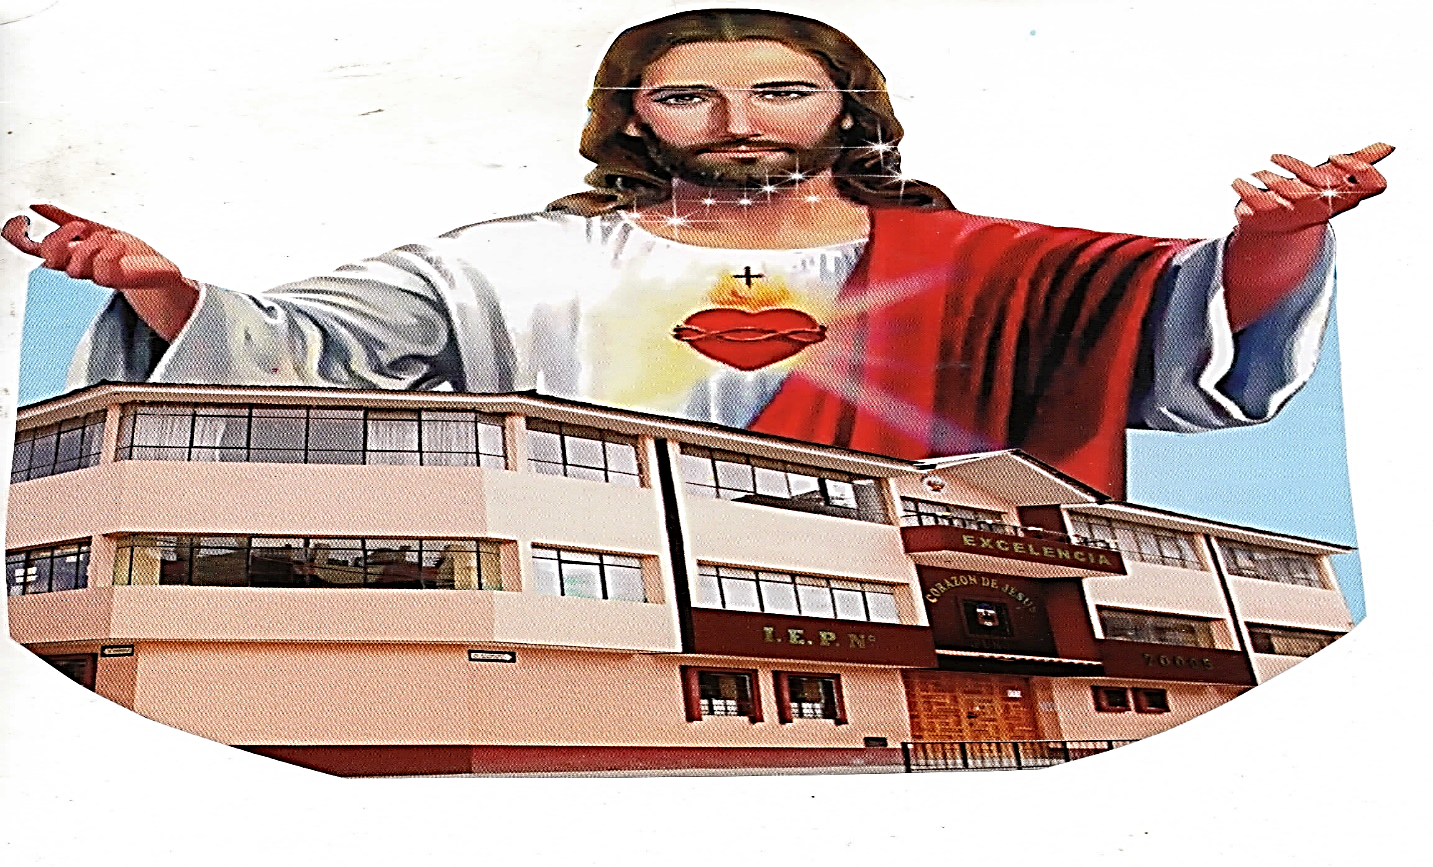 EXCELENCIA
CORAZON DE JESUS
I.E.P. N°